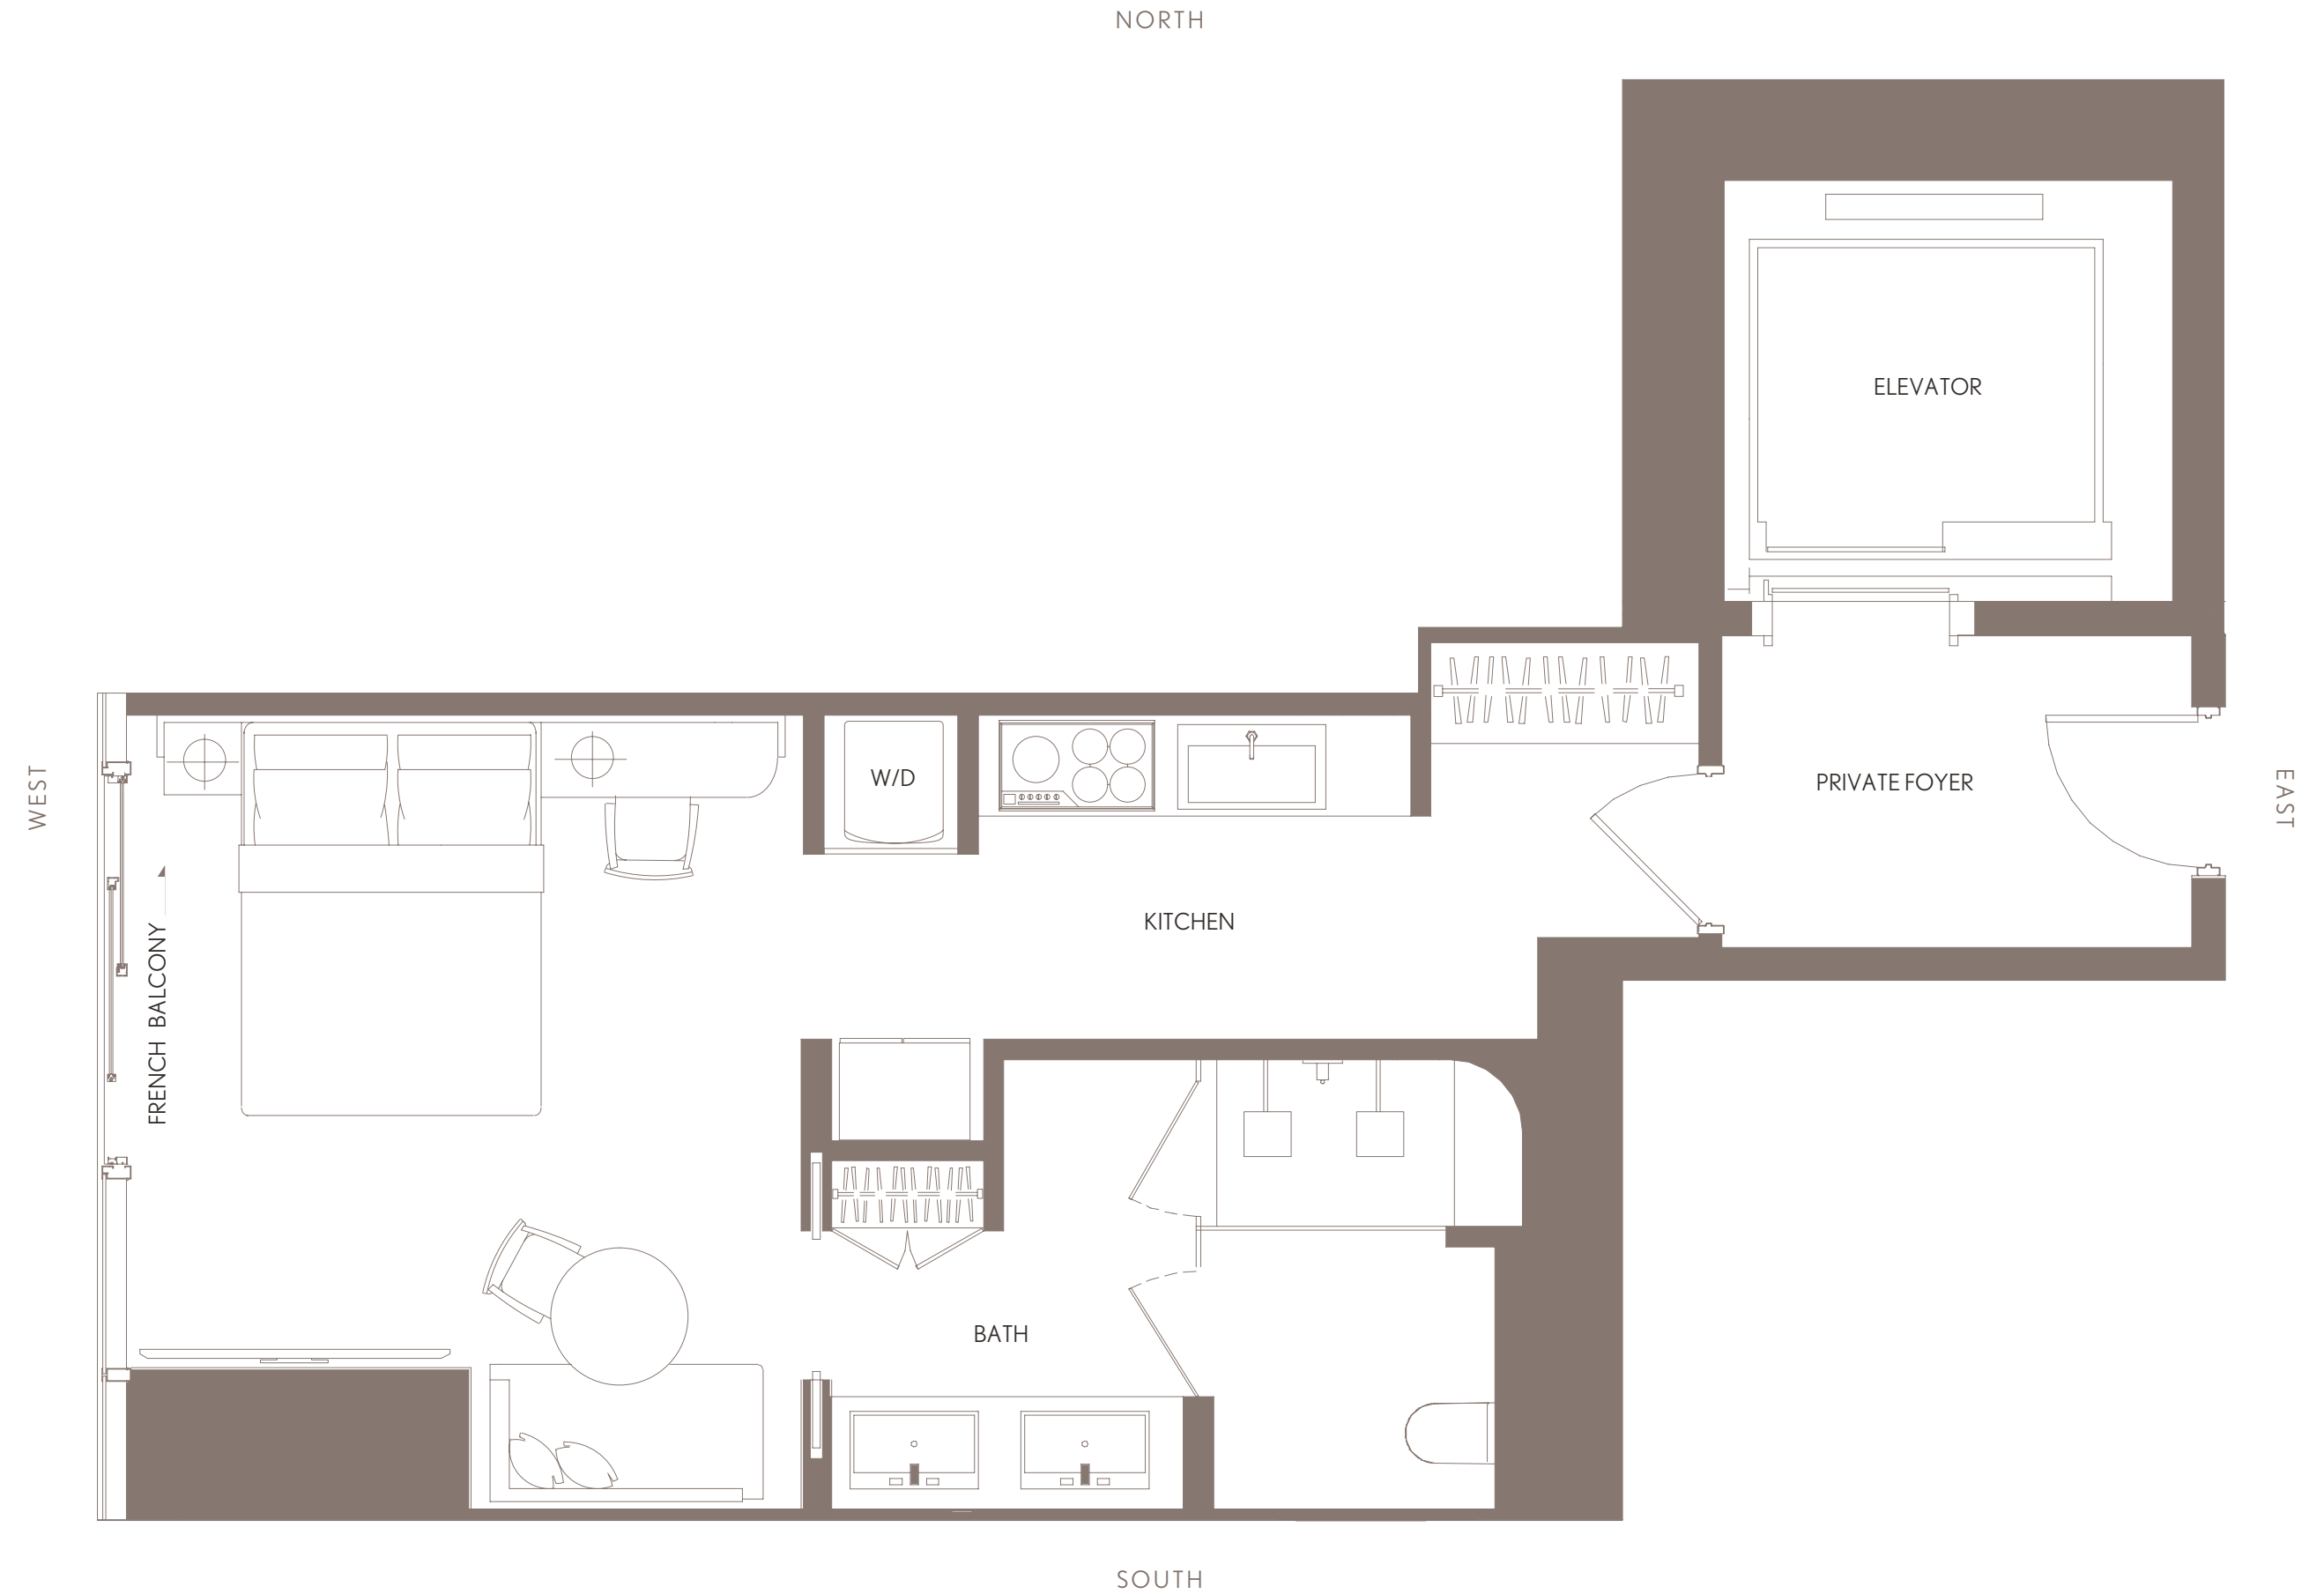 NORTH
ELEVATOR
WEST
W/D
PRIVATE FOYER
EAST
KITCHEN
FRENCH BALCONY
BATH
SOUTH